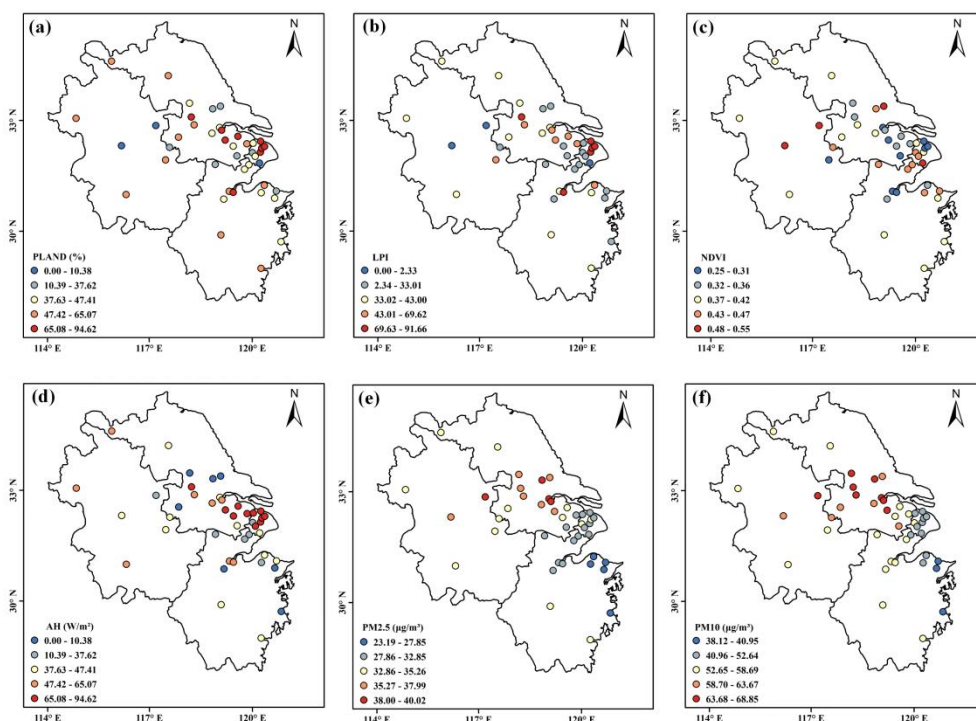 (a)
N
33° N
30° N
PLAND (%)
0.00 - 10.38
10.39 - 37.62
37.63 - 47.41
47.42 - 65.07
65.08 - 94.62
114° E
117° E
120° E
(b)
N
33° N
30° N
LPI
0.00 - 2.33
2.34 - 33.01
33.02 - 43.00
43.01 - 69.62
69.63 - 91.66
114° E
117° E
120° E
(c)
N
33° N
30° N
NDVI
0.25 - 0.31
0.32 - 0.36
0.37 - 0.42
0.43 - 0.47
0.48 - 0.55
114° E
117° E
120° E
(d)
N
33° N
30° N
AH (W/m²)
0.00 - 10.38
10.39 - 37.62
37.63 - 47.41
47.42 - 65.07
65.08 - 94.62
114° E
117° E
120° E
(e)
N
33° N
30° N
PM2.5 (μg/m³)
23.19 - 27.85
27.86 - 32.85
32.86 - 35.26
35.27 - 37.99
38.00 - 40.02
114° E
117° E
120° E
(f)
N
33° N
30° N
PM10 (μg/m³)
38.12 - 40.95
40.96 - 52.64
52.65 - 58.69
58.70 - 63.67
63.68 - 68.85
114° E
117° E
120° E